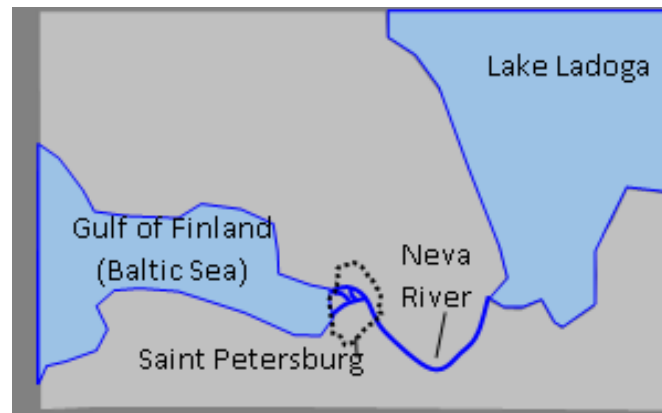 Lake Ladoga
Gulf of Finland
(Baltic Sea)
Neva
River
Saint Petersburg